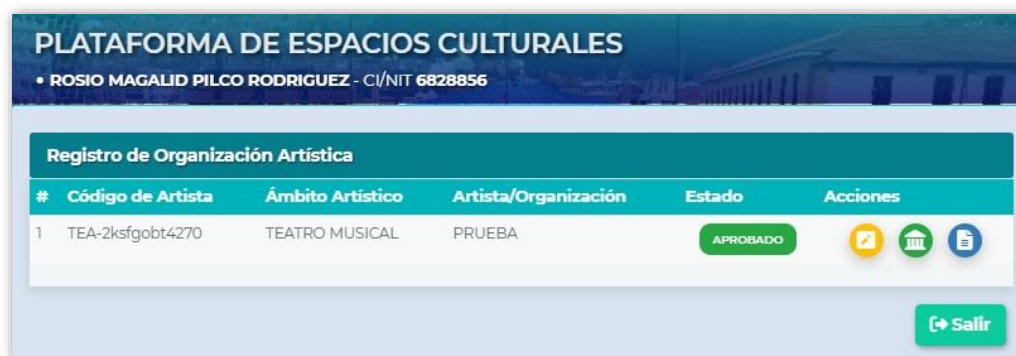 PLATAFORMA DE ESPACIOS CULTURALES
• ROSIO MAGALID PILCO RODRIGUEZ - CI/NIT 6828856
Registro de Organización Artística
# Código de Artista Ámbito Artístico Artista/Organización Estado Acciones
1 TEA-2ksfgobt4270 TEATRO MUSICAL PRUEBA APROBADO
Salir